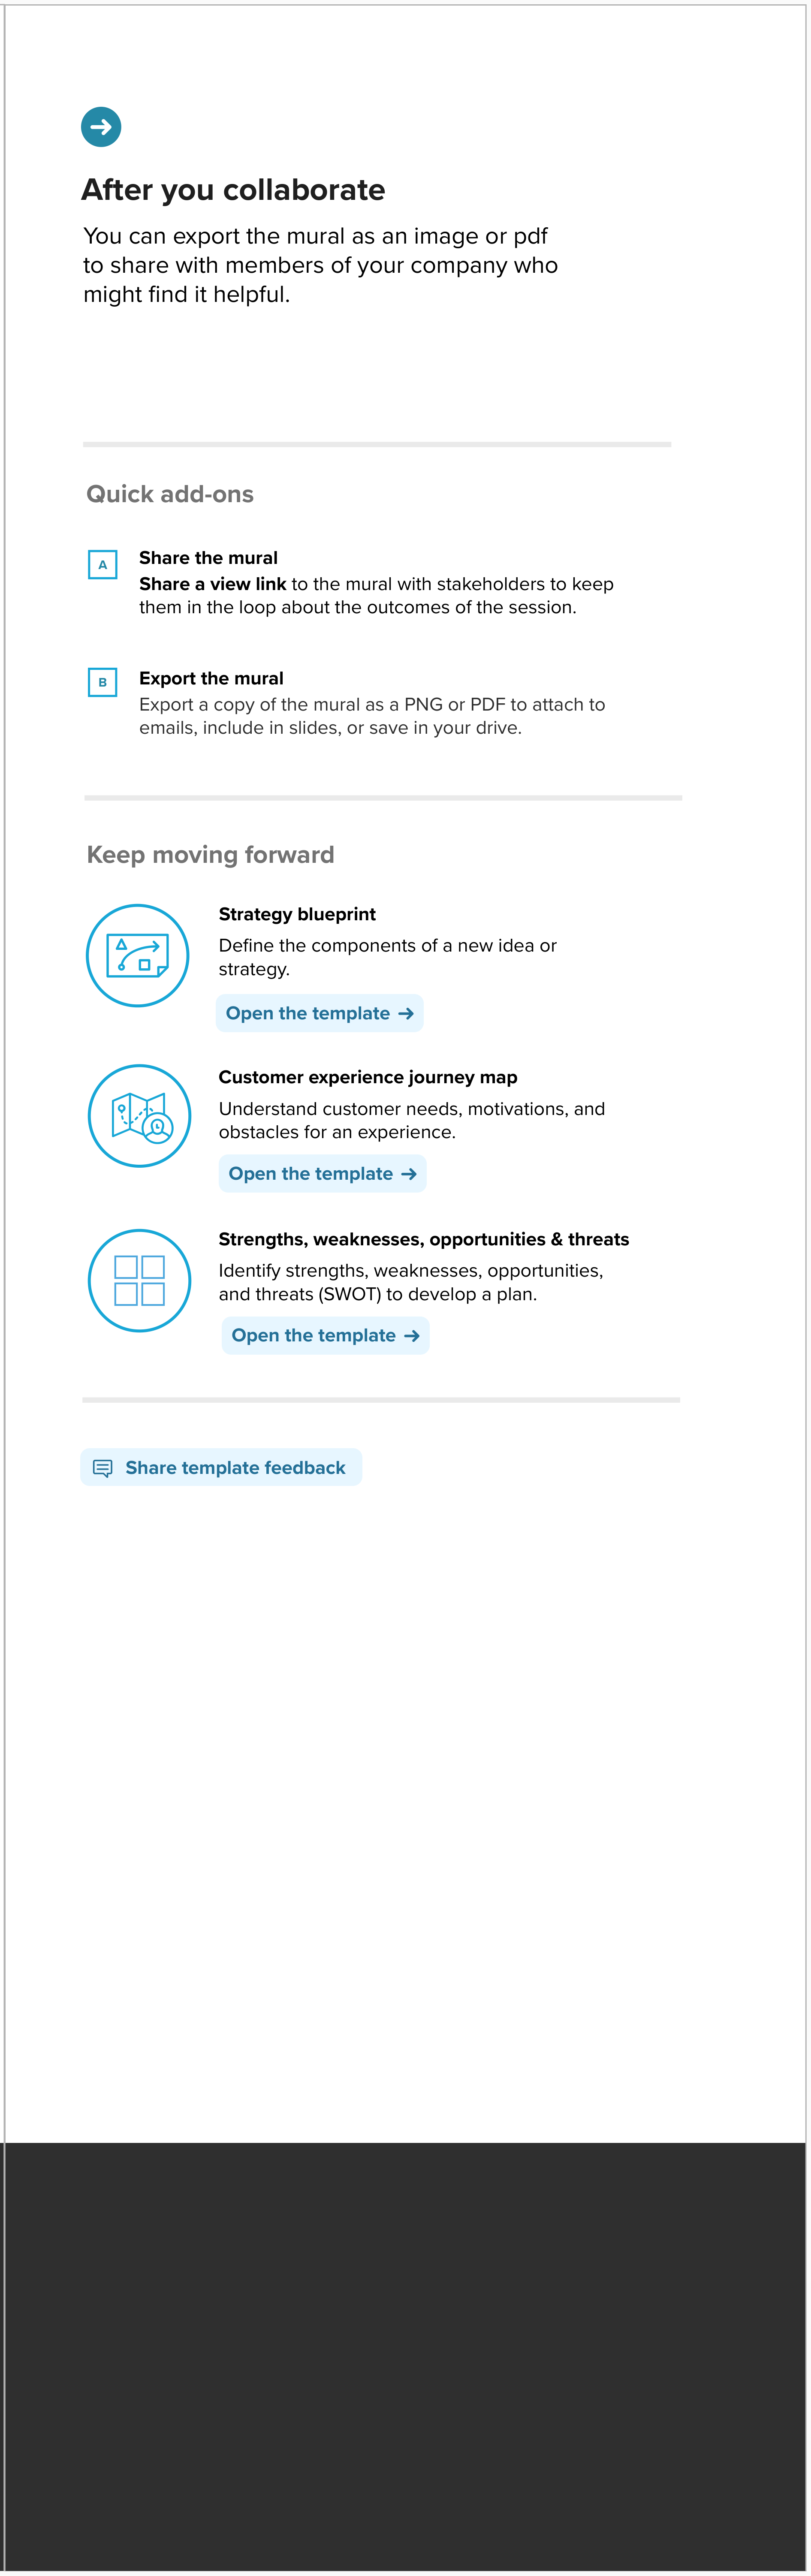 After you collaborate
You can export the mural as an image or pdf
to share with members of your company who
might find it helpful.
Quick add-ons
A
Share the mural
Share a view link to the mural with stakeholders to keep
them in the loop about the outcomes of the session.
B
Export the mural
Export a copy of the mural as a PNG or PDF to attach to
emails, include in slides, or save in your drive.
Keep moving forward
Strategy blueprint
Define the components of a new idea or
strategy.
Open the template →
Customer experience journey map
Understand customer needs, motivations, and
obstacles for an experience.
Open the template →
Strengths, weaknesses, opportunities & threats
Identify strengths, weaknesses, opportunities,
and threats (SWOT) to develop a plan.
Open the template →
Share template feedback